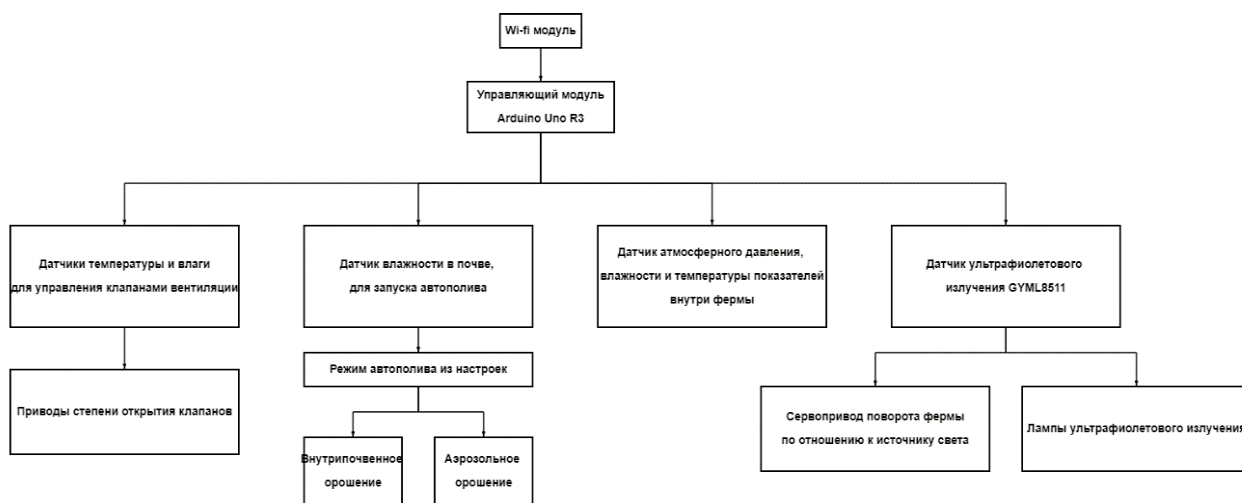 Wi-fi модуль
Управляющий модуль
Arduino Uno R3
Датчики температуры и влаги
для управления клапанами вентиляции
Датчик влажности в почве,
для запуска автополива
Датчик атмосферного давления,
влажности и температуры показателей
внутри фермы
Датчик ультрафиолетового
излучения GYML8511
Приводы степени открытия клапанов
Режим автополива из настроек
Внутрипочвенное
орошение
Аэрозольное
орошение
Сервопривод поворота фермы
по отношению к источнику света
Лампы ультрафиолетового излучения